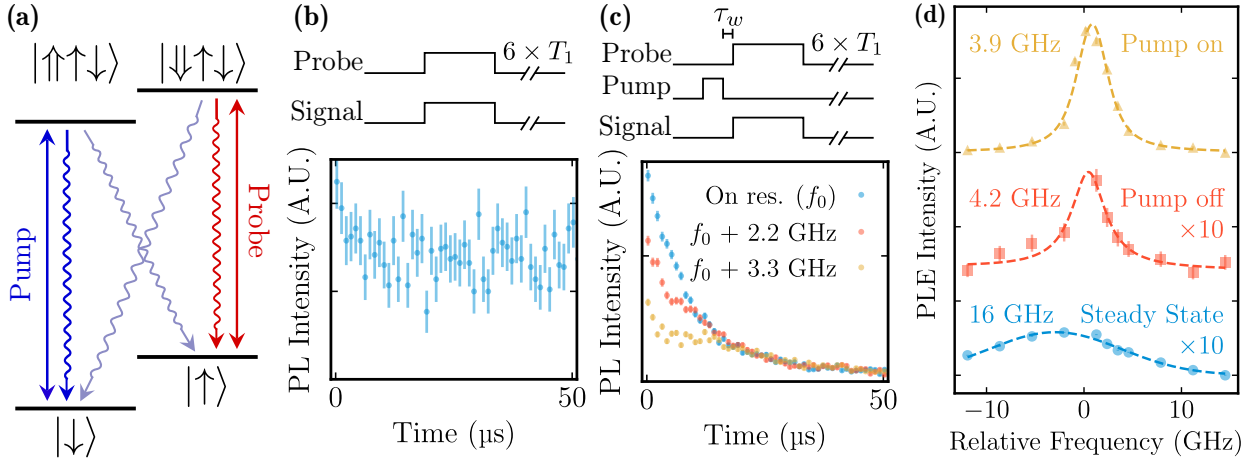 (a)
|⇑↑↓⟩
|⇓↑↓⟩
Pump
Probe
|↑⟩
|↓⟩
(b)
Probe
6 × T₁
Signal
PL Intensity (A.U.)
0
50
Time (µs)
(c)
τ_w
Probe
6 × T₁
Pump
Signal
PL Intensity (A.U.)
On res. (f₀)
f₀ + 2.2 GHz
f₀ + 3.3 GHz
0
50
Time (µs)
(d)
3.9 GHz
Pump on
4.2 GHz
Pump off
×10
16 GHz
Steady State
×10
PLE Intensity (A.U.)
−10
0
10
Relative Frequency (GHz)